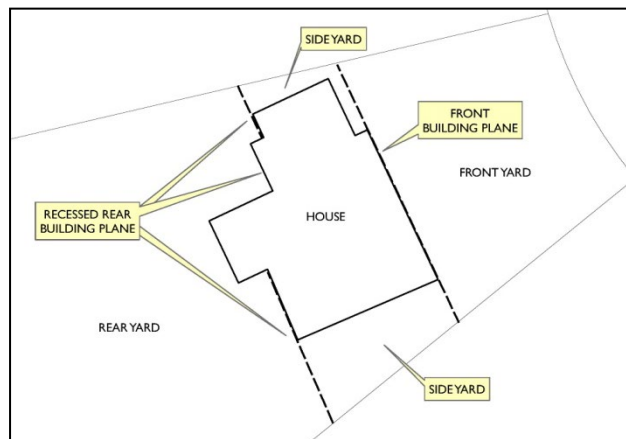 SIDE YARD
FRONT
BUILDING PLANE
FRONT YARD
RECESSED REAR
BUILDING PLANE
HOUSE
REAR YARD
SIDE YARD